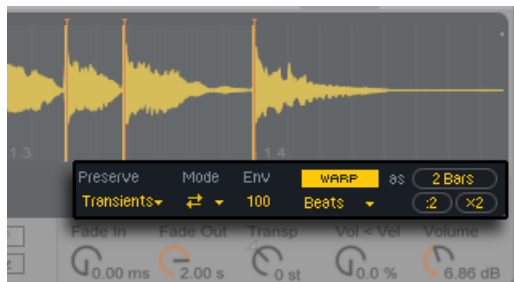 1.3
1.4
Preserve Mode Env WARP as 2 Bars
Transients 100 Beats :2 x2
Fade In Fade Out Transp Vol < Vel Volume
0.00 ms 2.00 s 0 st 0.0 % 6.86 dB